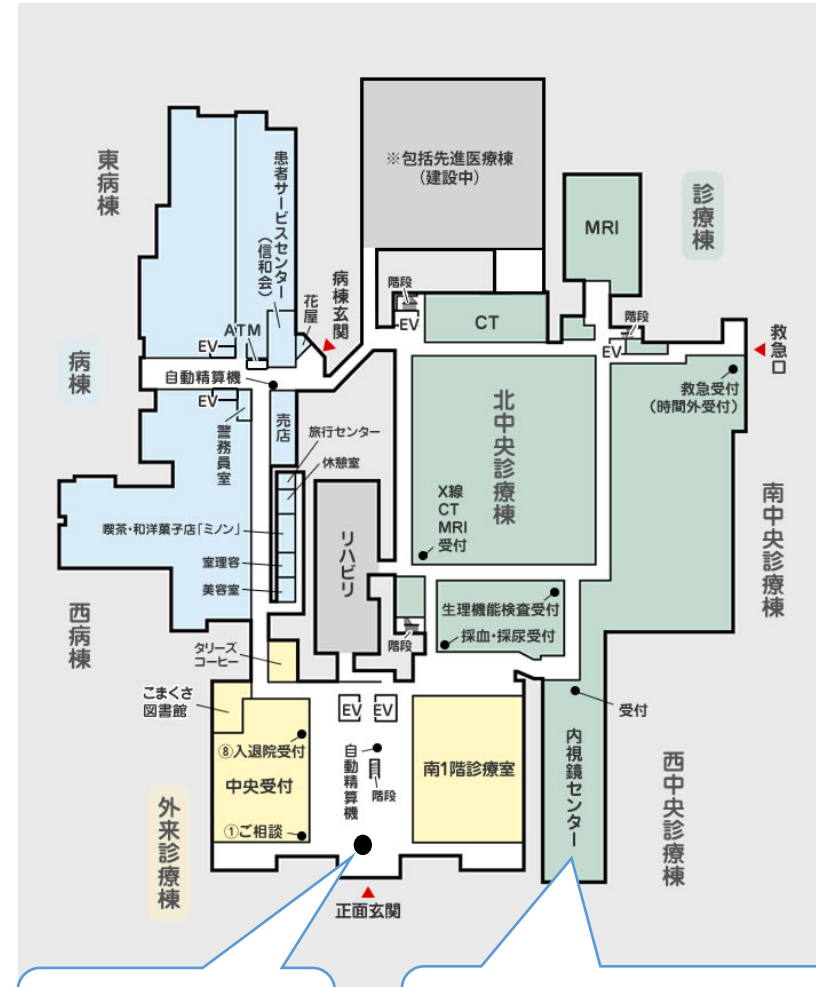 ※包括先進医療棟
(建設中)
東病棟
患者サービスセンター
(信和会)
MRI
診療棟
病棟玄関
花屋
階段
EV
CT
階段
EV
救急口
ATM
EV
病棟
自動精算機
EV
警務員室
売店
救急受付
(時間外受付)
旅行センター
休憩室
北中央診療棟
X線
CT
MRI
受付
リハビリ
南中央診療棟
喫茶・和洋菓子店「ミノン」
室理容
美容室
生理機能検査受付
採血・採尿受付
階段
西病棟
タリーズ
コーヒー
こまくさ
図書館
EV
EV
受付
⑧入退院受付
中央受付
①ご相談
自動精算機
階段
南1階診療室
内視鏡センター
西中央診療棟
外来診療棟
正面玄関